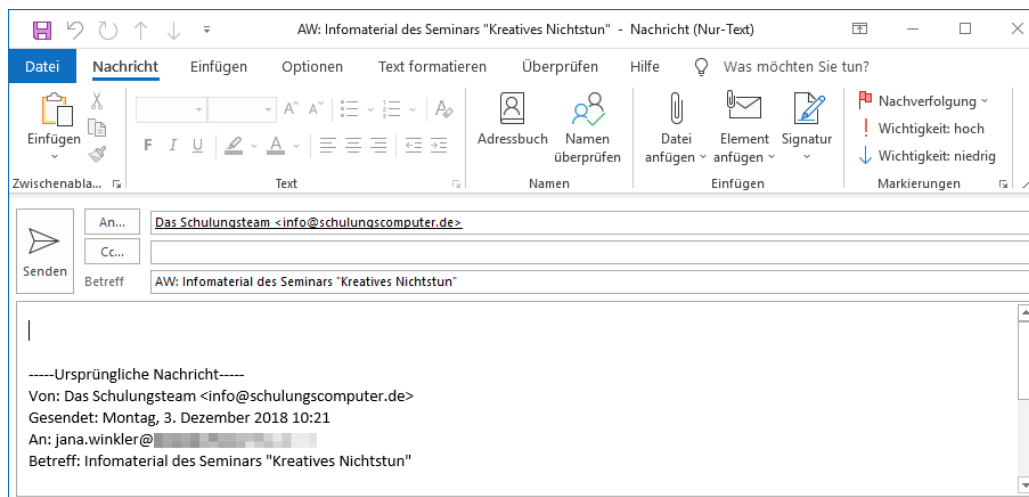 AW: Infomaterial des Seminars "Kreatives Nichtstun" - Nachricht (Nur-Text)
Datei Nachricht Einfügen Optionen Text formatieren Überprüfen Hilfe Was möchten Sie tun?
Einfügen
F K U A A A A
Adressbuch
Namen überprüfen
Datei anfügen
Element anfügen
Signatur
Nachverfolgung
Wichtigkeit: hoch
Wichtigkeit: niedrig
Zwischenabla... Text Namen Einfügen Markierungen
Senden
An... Das Schulungsteam <info@schulungscomputer.de>
Cc...
Betreff AW: Infomaterial des Seminars "Kreatives Nichtstun"
-----Ursprüngliche Nachricht-----
Von: Das Schulungsteam <info@schulungscomputer.de>
Gesendet: Montag, 3. Dezember 2018 10:21
An: jana.winkler@
Betreff: Infomaterial des Seminars "Kreatives Nichtstun"